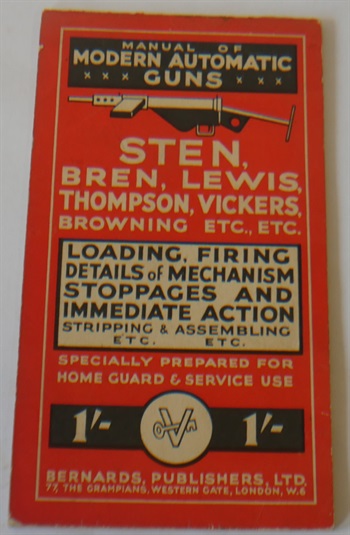 MANUAL OF
MODERN AUTOMATIC
××× GUNS ×××
STEN,
BREN, LEWIS,
THOMPSON, VICKERS,
BROWNING ETC., ETC.
LOADING, FIRING
DETAILS of MECHANISM
STOPPAGES AND
IMMEDIATE ACTION
STRIPPING & ASSEMBLING
ETC. ETC.
SPECIALLY PREPARED FOR
HOME GUARD & SERVICE USE
1/- V 1/-
BERNARDS, PUBLISHERS, LTD.
77, THE GRAMPIANS, WESTERN GATE, LONDON, W.6